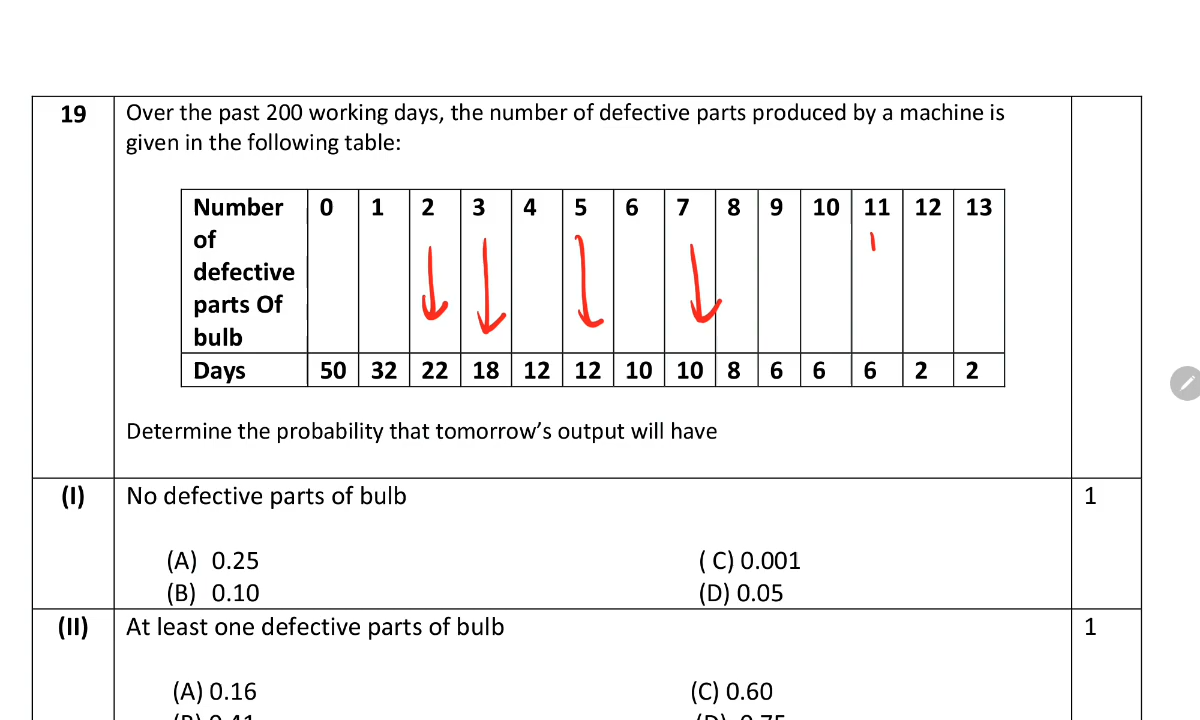 19 Over the past 200 working days, the number of defective parts produced by a machine is
given in the following table:
Number 0 1 2 3 4 5 6 7 8 9 10 11 12 13
of
defective
parts Of
bulb
Days 50 32 22 18 12 12 10 10 8 6 6 6 2 2
Determine the probability that tomorrow's output will have
(I) No defective parts of bulb 1
(A) 0.25 ( C) 0.001
(B) 0.10 (D) 0.05
(II) At least one defective parts of bulb 1
(A) 0.16 (C) 0.60